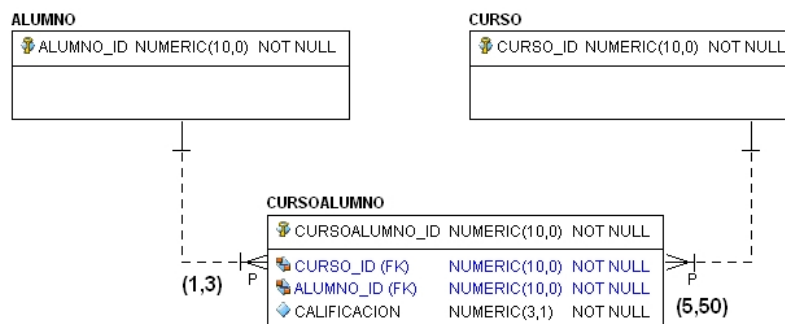 ALUMNO
ALUMNO_ID NUMERIC(10,0) NOT NULL
CURSO
CURSO_ID NUMERIC(10,0) NOT NULL
CURSOALUMNO
CURSOALUMNO_ID NUMERIC(10,0) NOT NULL
CURSO_ID (FK) NUMERIC(10,0) NOT NULL
ALUMNO_ID (FK) NUMERIC(10,0) NOT NULL
CALIFICACION NUMERIC(3,1) NOT NULL
(1,3)
P
P
(5,50)